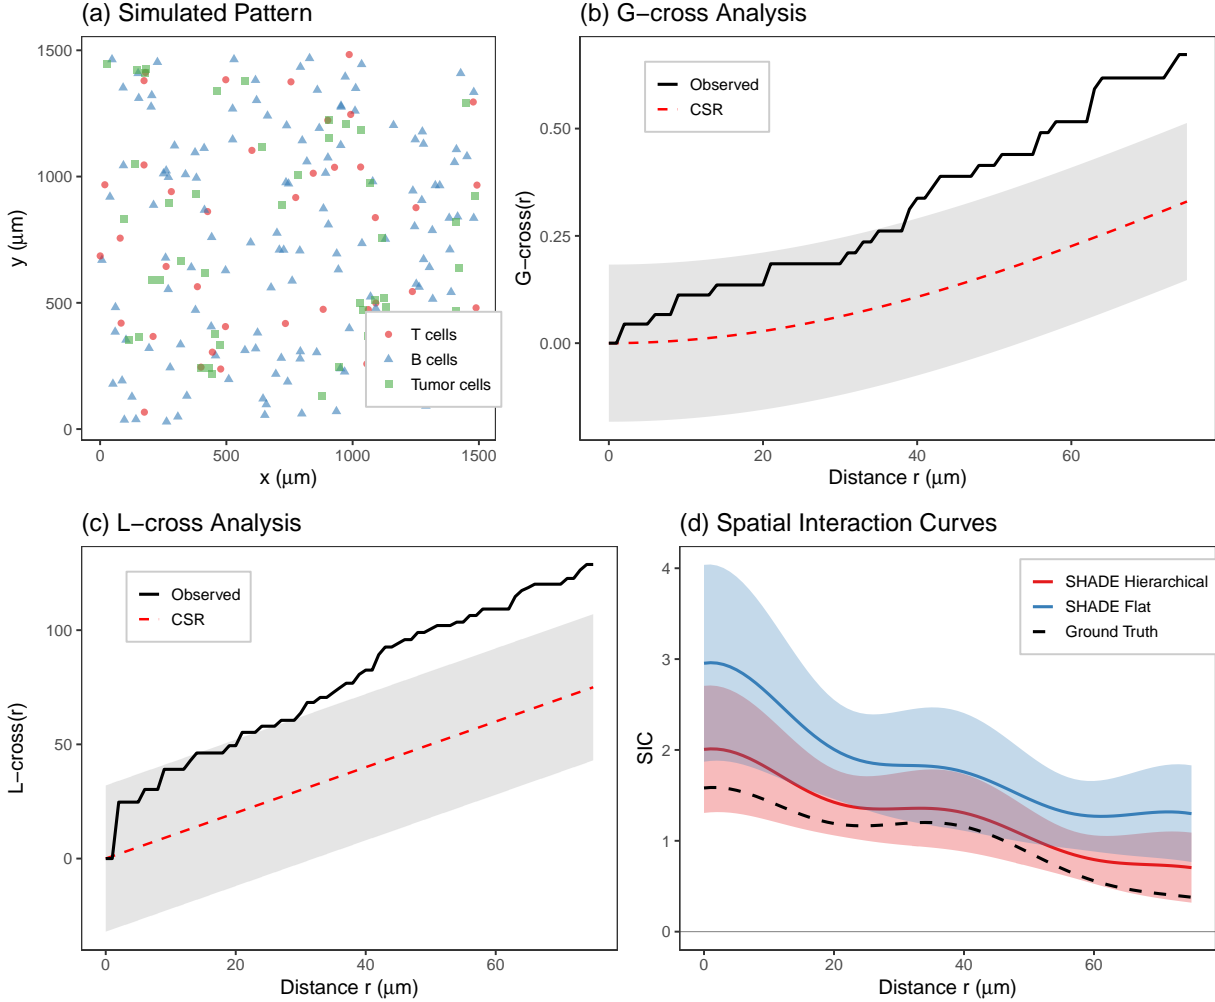 (a) Simulated Pattern
1500
1000
500
0
y (μm)
0
500
1000
1500
x (μm)
T cells
B cells
Tumor cells
(b) G−cross Analysis
0.50
0.25
0.00
G−cross(r)
0
20
40
60
Distance r (μm)
Observed
CSR
(c) L−cross Analysis
100
50
0
L−cross(r)
0
20
40
60
Distance r (μm)
Observed
CSR
(d) Spatial Interaction Curves
4
3
2
1
0
SIC
0
20
40
60
Distance r (μm)
SHADE Hierarchical
SHADE Flat
Ground Truth